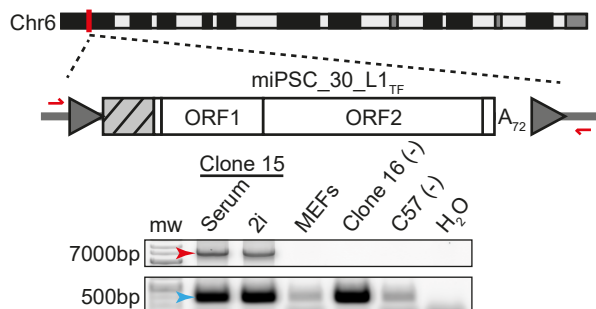 Chr6
miPSC_30_L1TF
ORF1 ORF2 A72
Clone 15
mw Serum 2i MEFs Clone 16 (-) C57 (-) H2O
7000bp
500bp